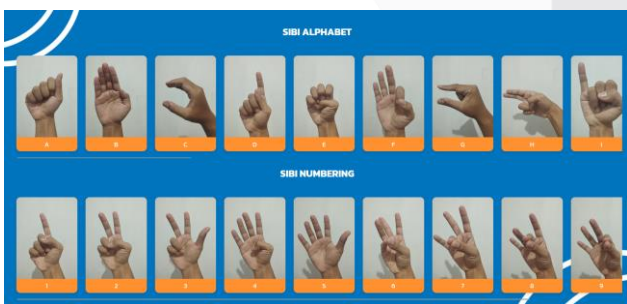 SIBI ALPHABET
A B C D E F G H I
SIBI NUMBERING
1 2 3 4 5 6 7 8 9